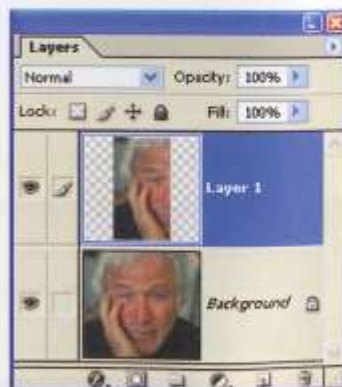 Layers
Normal Opacity: 100%
Lock: Fill: 100%
Layer 1
Background